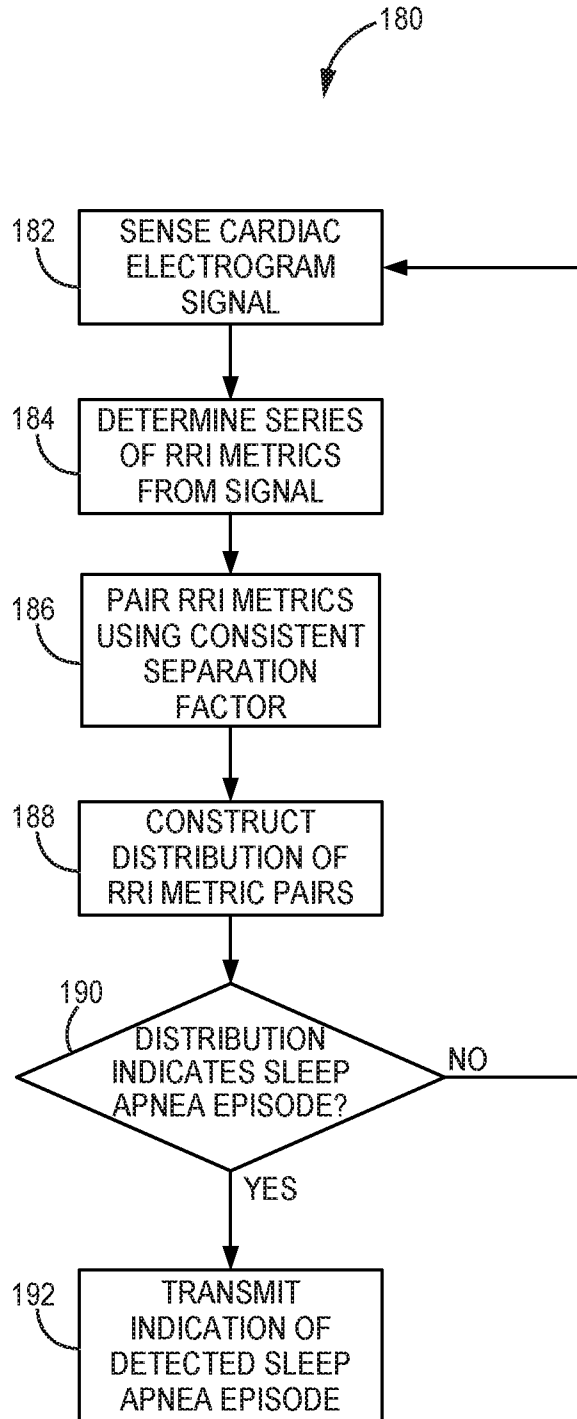 180
182
SENSE CARDIAC
ELECTROGRAM
SIGNAL
184
DETERMINE SERIES
OF RRI METRICS
FROM SIGNAL
186
PAIR RRI METRICS
USING CONSISTENT
SEPARATION
FACTOR
188
CONSTRUCT
DISTRIBUTION OF
RRI METRIC PAIRS
190
DISTRIBUTION
INDICATES SLEEP
APNEA EPISODE?
NO
YES
192
TRANSMIT
INDICATION OF
DETECTED SLEEP
APNEA EPISODE